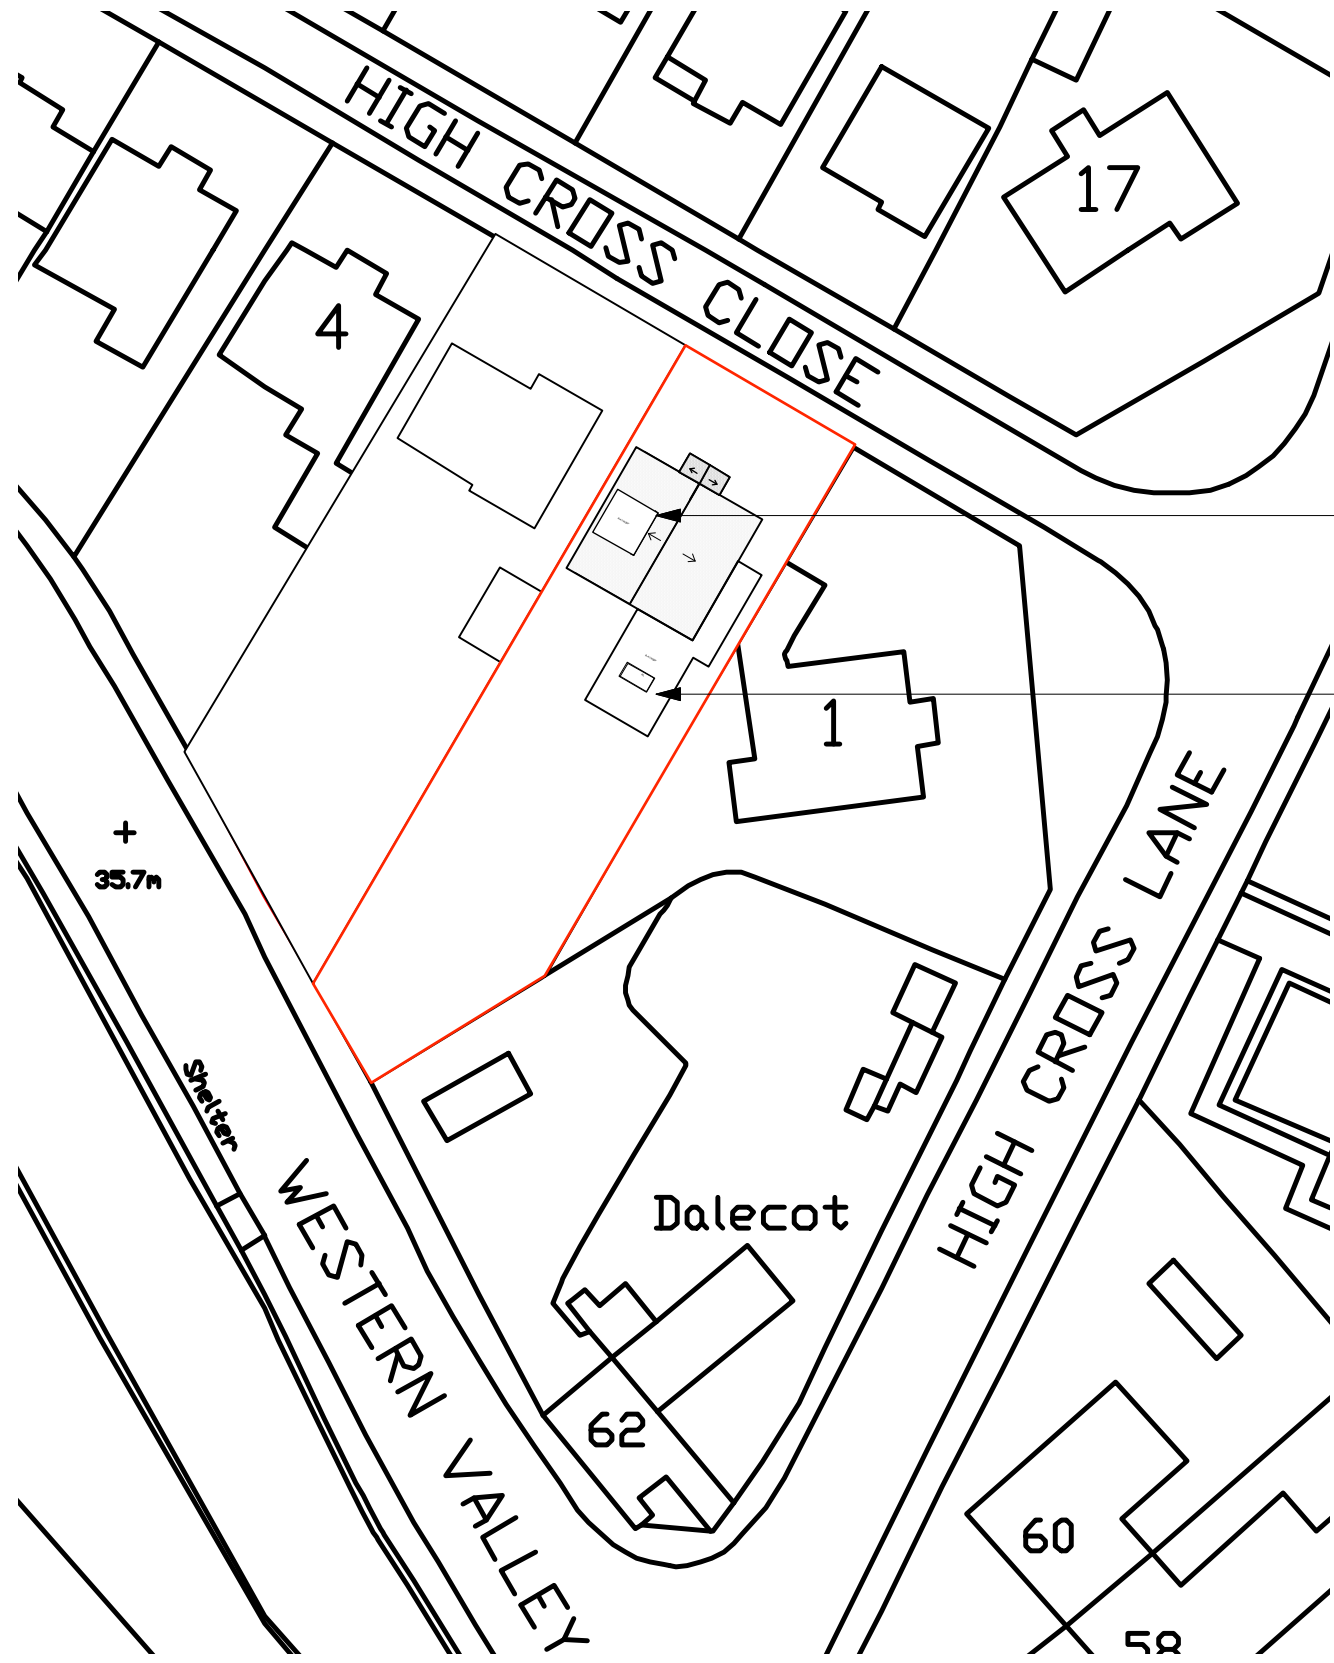 HIGH CROSS CLOSE
17
4
1
HIGH CROSS LANE
35.7m
Shelter
WESTERN VALLEY
Dalecot
62
60
58